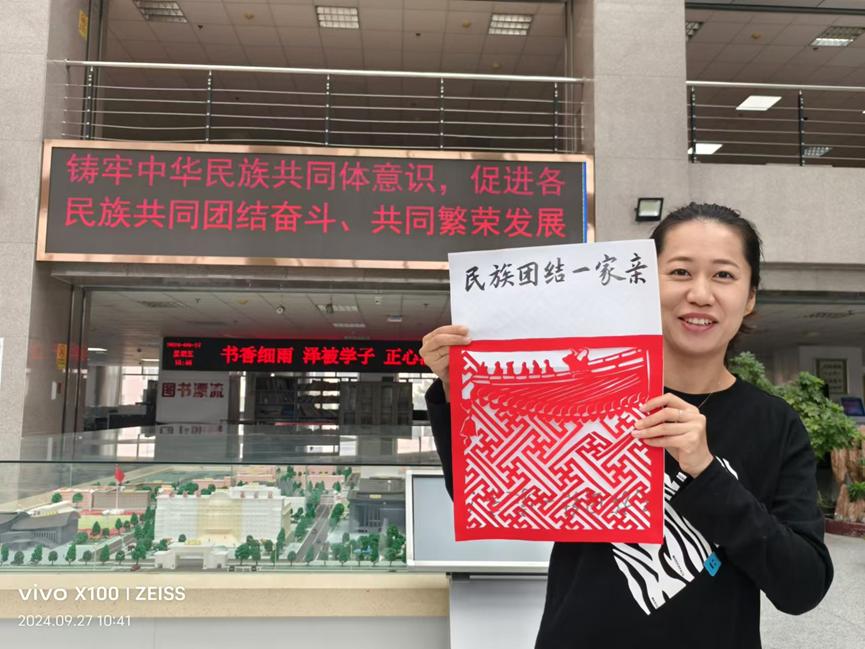 铸牢中华民族共同体意识，促进各
民族共同团结奋斗、共同繁荣发展
民族团结一家亲
书香细雨 泽被学子 正心
图书漂流
vivo X100 | ZEISS
2024.09.27 10:41